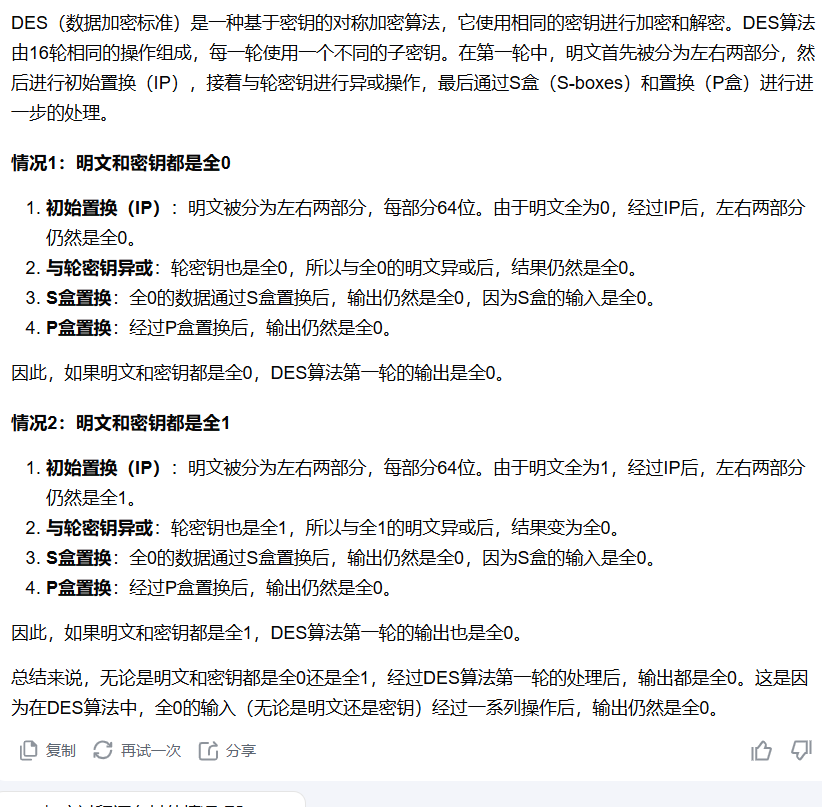 DES（数据加密标准）是一种基于密钥的对称加密算法，它使用相同的密钥进行加密和解密。DES算法
由16轮相同的操作组成，每一轮使用一个不同的子密钥。在第一轮中，明文首先被分为左右两部分，然
后进行初始置换（IP），接着与轮密钥进行异或操作，最后通过S盒（S-boxes）和置换（P盒）进行进
一步的处理。
情况1：明文和密钥都是全0
1. 初始置换（IP）：明文被分为左右两部分，每部分64位。由于明文全为0，经过IP后，左右两部分
仍然是全0。
2. 与轮密钥异或：轮密钥也是全0，所以与全0的明文异或后，结果仍然是全0。
3. S盒置换：全0的数据通过S盒置换后，输出仍然是全0，因为S盒的输入是全0。
4. P盒置换：经过P盒置换后，输出仍然是全0。
因此，如果明文和密钥都是全0，DES算法第一轮的输出是全0。
情况2：明文和密钥都是全1
1. 初始置换（IP）：明文被分为左右两部分，每部分64位。由于明文全为1，经过IP后，左右两部分
仍然是全1。
2. 与轮密钥异或：轮密钥也是全1，所以与全1的明文异或后，结果变为全0。
3. S盒置换：全0的数据通过S盒置换后，输出仍然是全0，因为S盒的输入是全0。
4. P盒置换：经过P盒置换后，输出仍然是全0。
因此，如果明文和密钥都是全1，DES算法第一轮的输出也是全0。
总结来说，无论是明文和密钥都是全0还是全1，经过DES算法第一轮的处理后，输出都是全0。这是因
为在DES算法中，全0的输入（无论是明文还是密钥）经过一系列操作后，输出仍然是全0。
复制 再试一次 分享